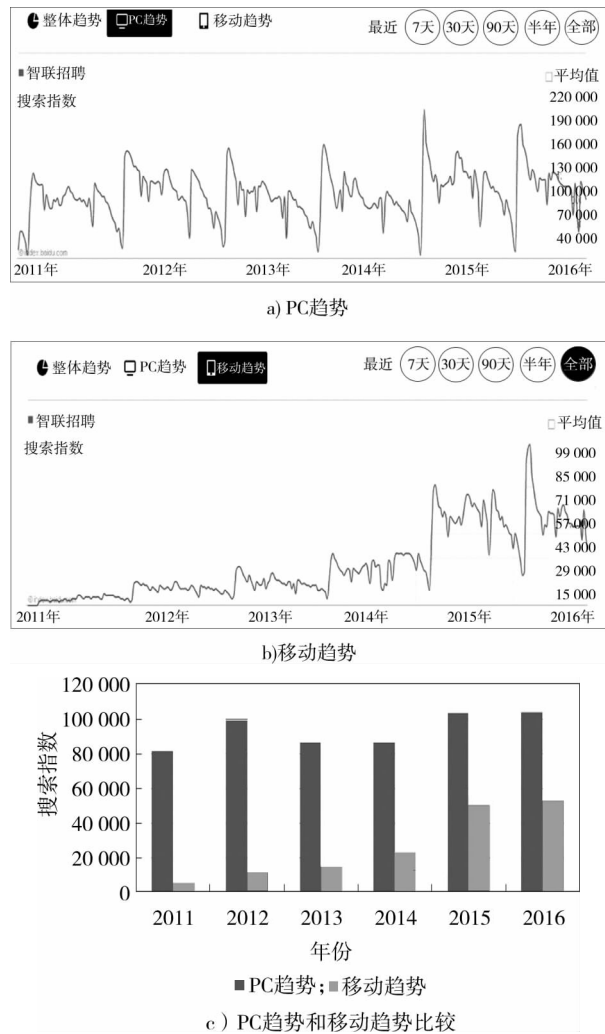 整体趋势 PC趋势 移动趋势 最近 7天 30天 90天 半年 全部
智联招聘 平均值
搜索指数 220 000
190 000
160 000
130 000
100 000
70 000
40 000
2011年 2012年 2013年 2014年 2015年 2016年
a) PC趋势
整体趋势 PC趋势 移动趋势 最近 7天 30天 90天 半年 全部
智联招聘 平均值
搜索指数 99 000
85 000
71 000
57 000
43 000
29 000
15 000
2011年 2012年 2013年 2014年 2015年 2016年
b)移动趋势
120 000
100 000
80 000
60 000
40 000
20 000
0
搜索指数
2011 2012 2013 2014 2015 2016
年份
PC趋势; 移动趋势
c) PC趋势和移动趋势比较